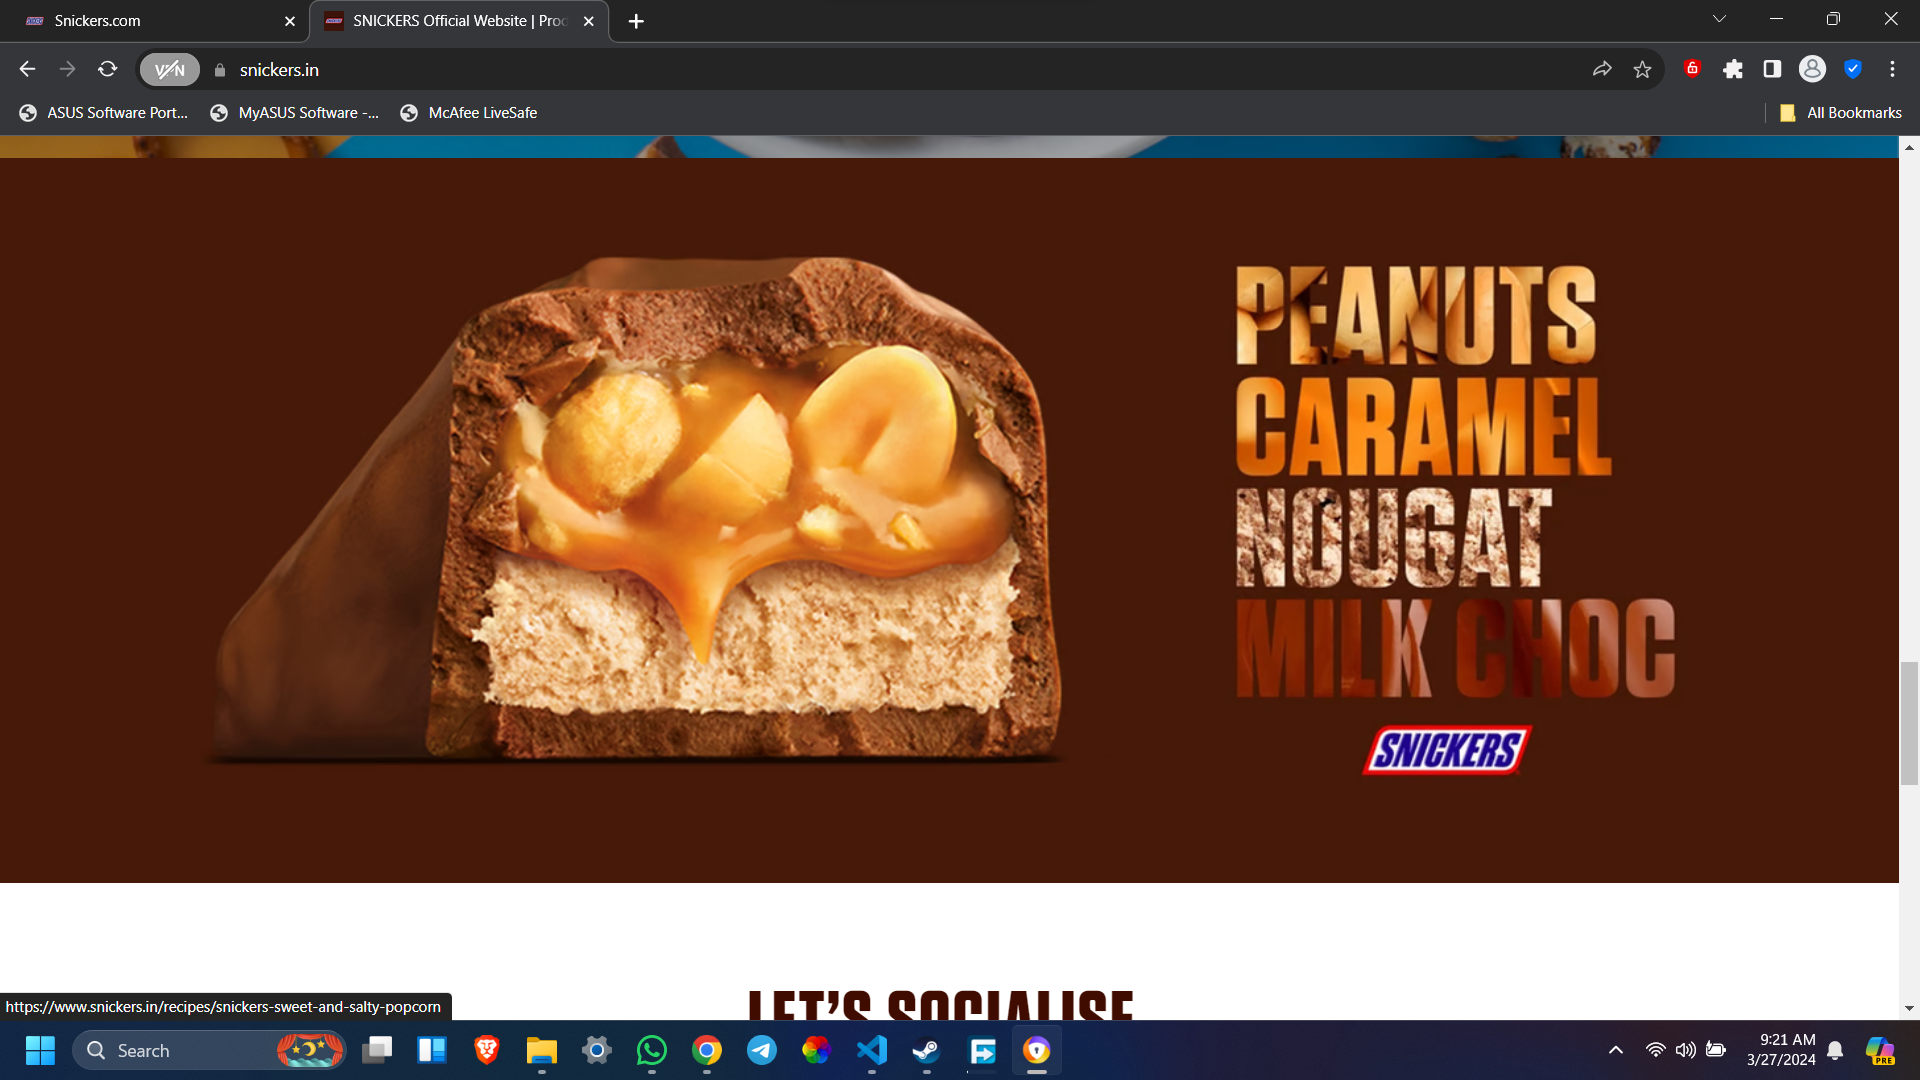 Snickers.com
SNICKERS Official Website | Proc
VPN
snickers.in
ASUS Software Port...
MyASUS Software -...
McAfee LiveSafe
All Bookmarks
PEANUTS
CARAMEL
NOUGAT
MILK CHOC
SNICKERS
LET'S SOCIALISE
https://www.snickers.in/recipes/snickers-sweet-and-salty-popcorn
Search
9:21 AM
3/27/2024
PRE